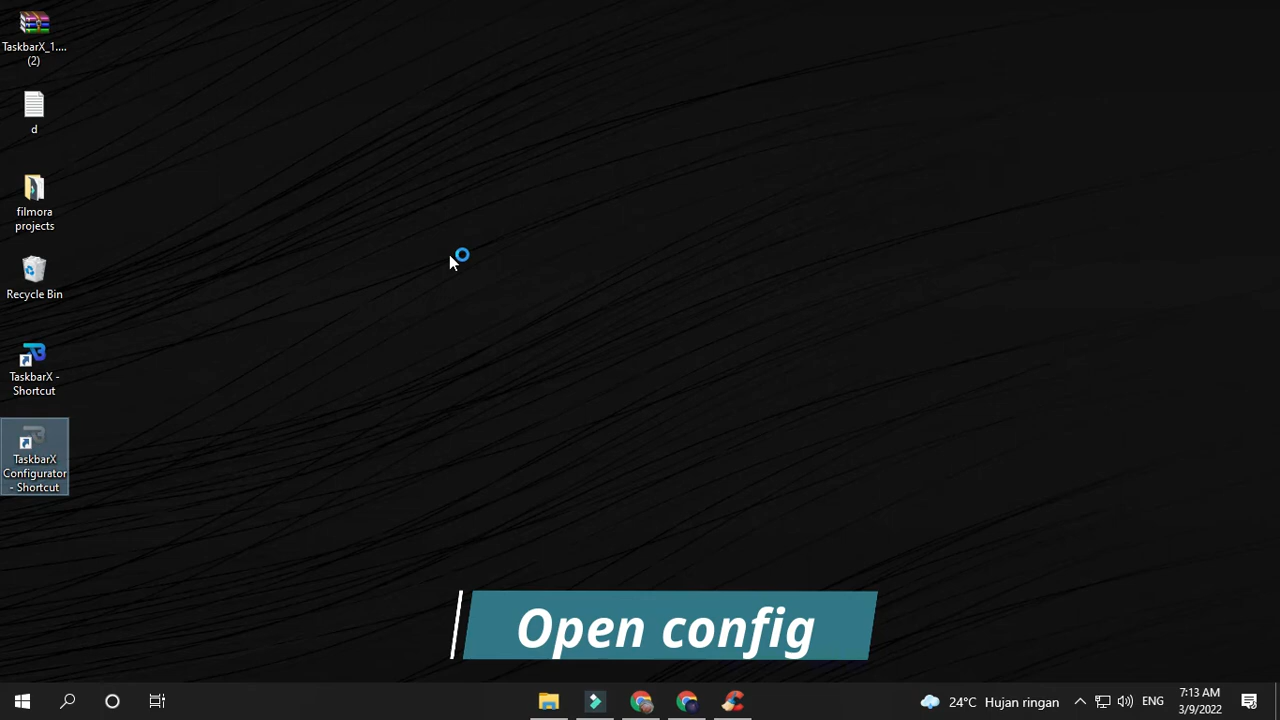 TaskbarX_1....
(2)
d
filmora
projects
Recycle Bin
TaskbarX -
Shortcut
TaskbarX
Configurator
- Shortcut
Open config
24°C Hujan ringan
ENG
7:13 AM
3/9/2022